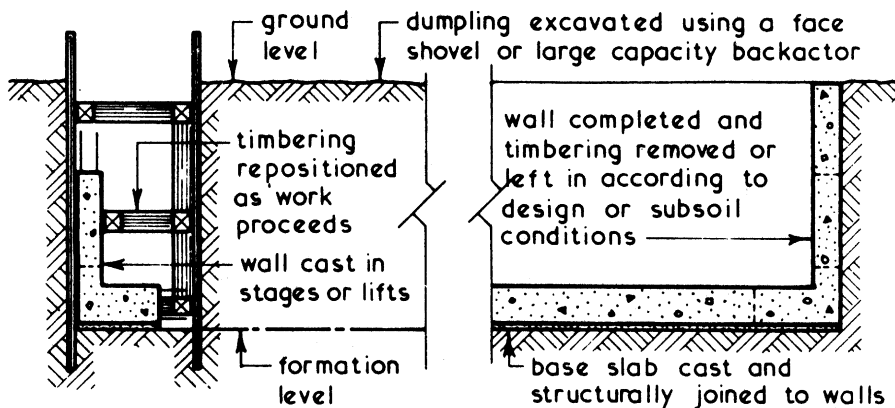 ground
level
dumpling excavated using a face
shovel or large capacity backactor
timbering
repositioned
as work
proceeds
wall cast in
stages or lifts
formation
level
wall completed and
timbering removed or
left in according to
design or subsoil
conditions
base slab cast and
structurally joined to walls